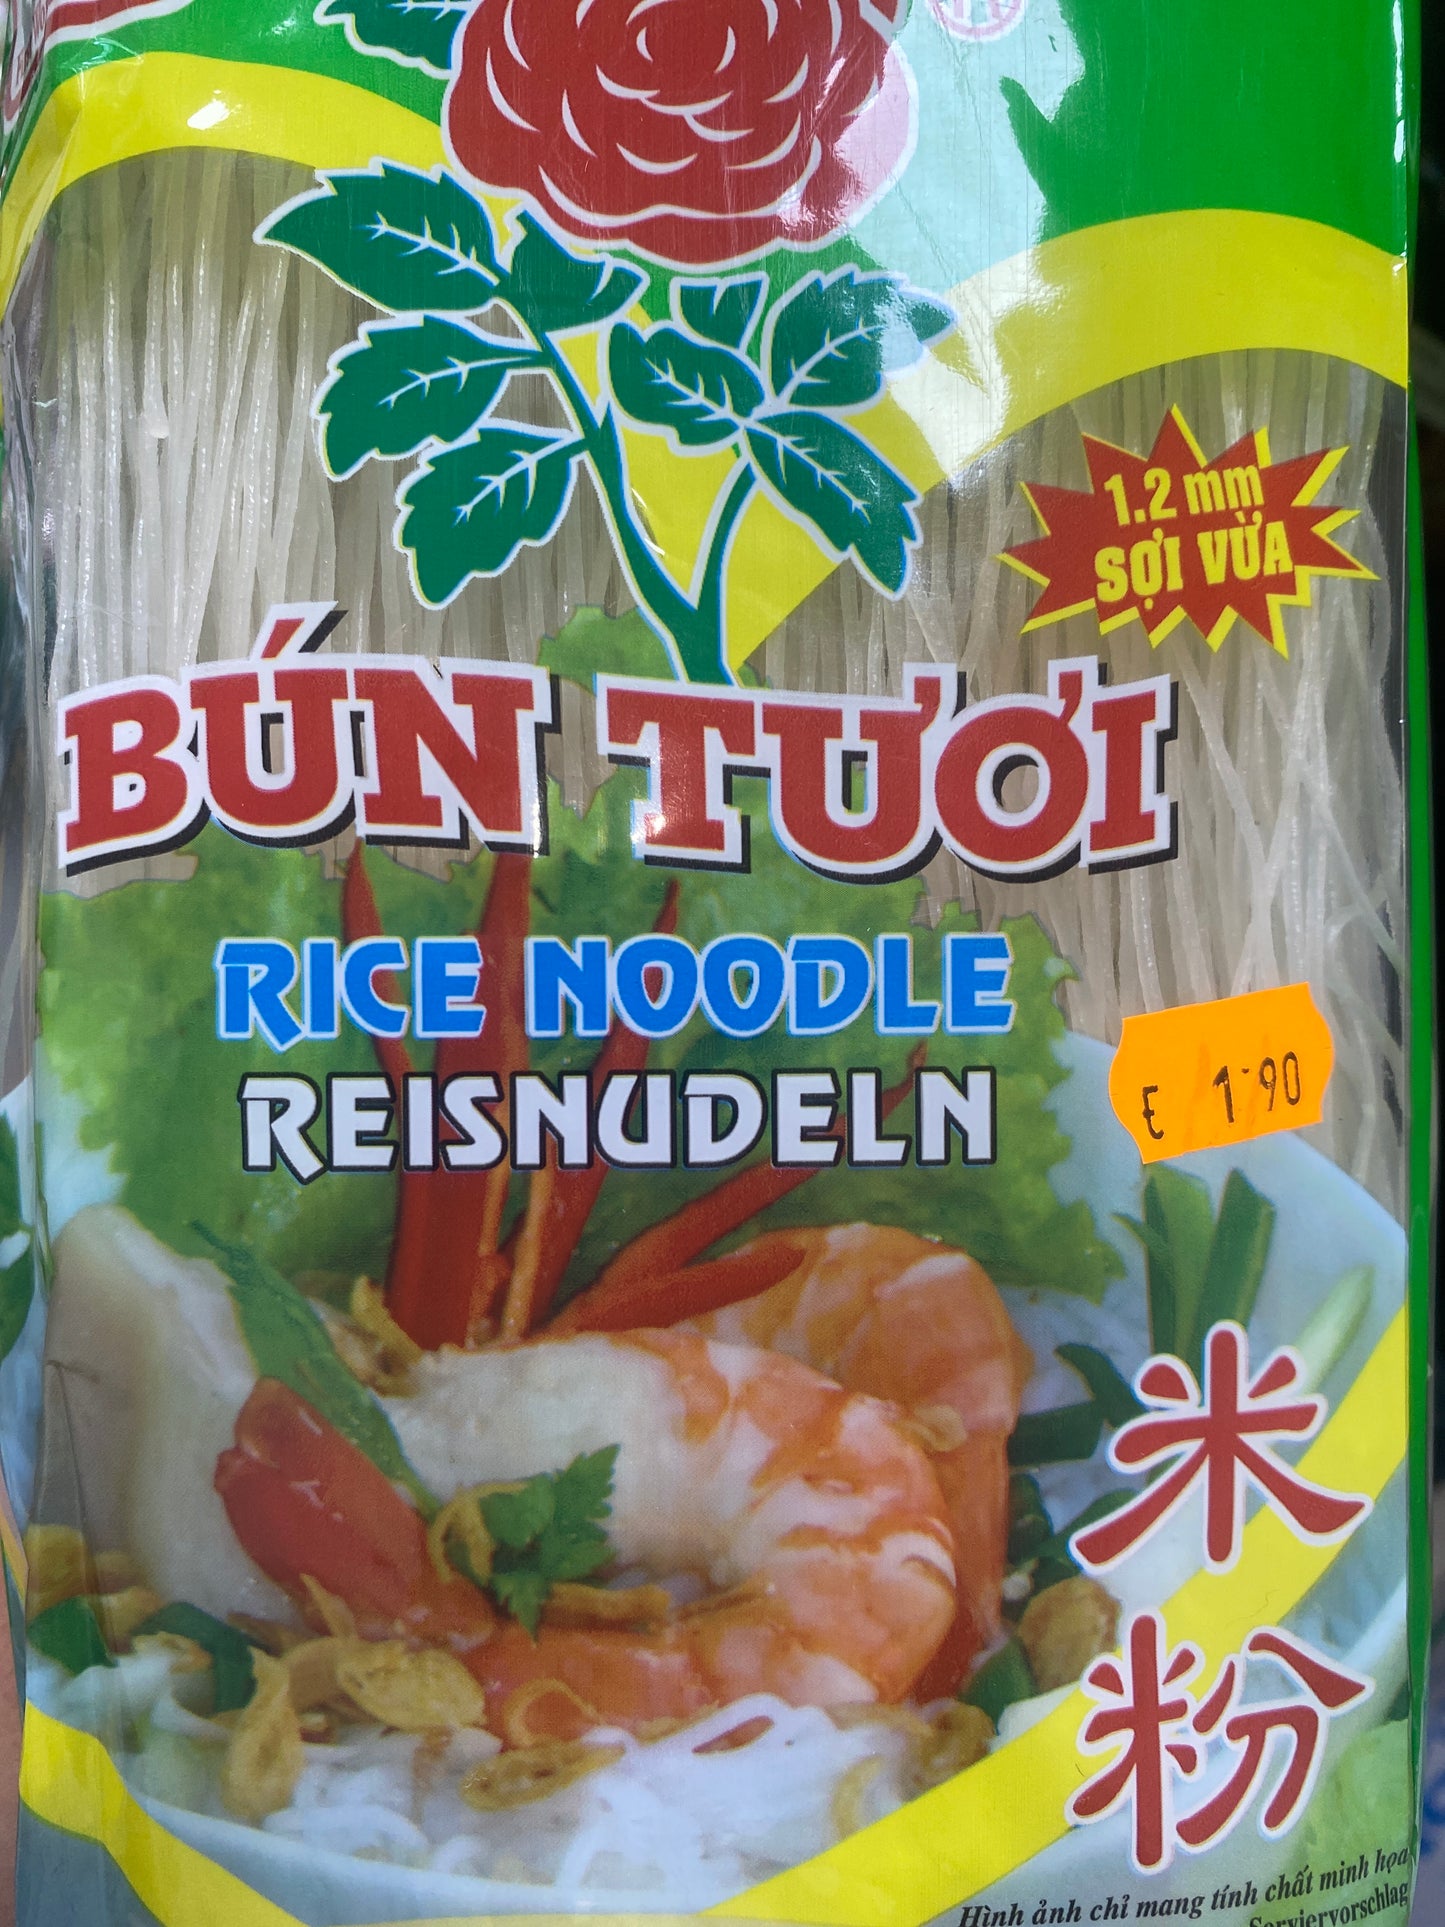 1.2 mm
SỢI VỪA
BÚN TƯƠI
RICE NOODLE
REISNUDELN
€ 1.90
米
粉
Hình ảnh chỉ mang tính chất minh họa
Serviervorschlag